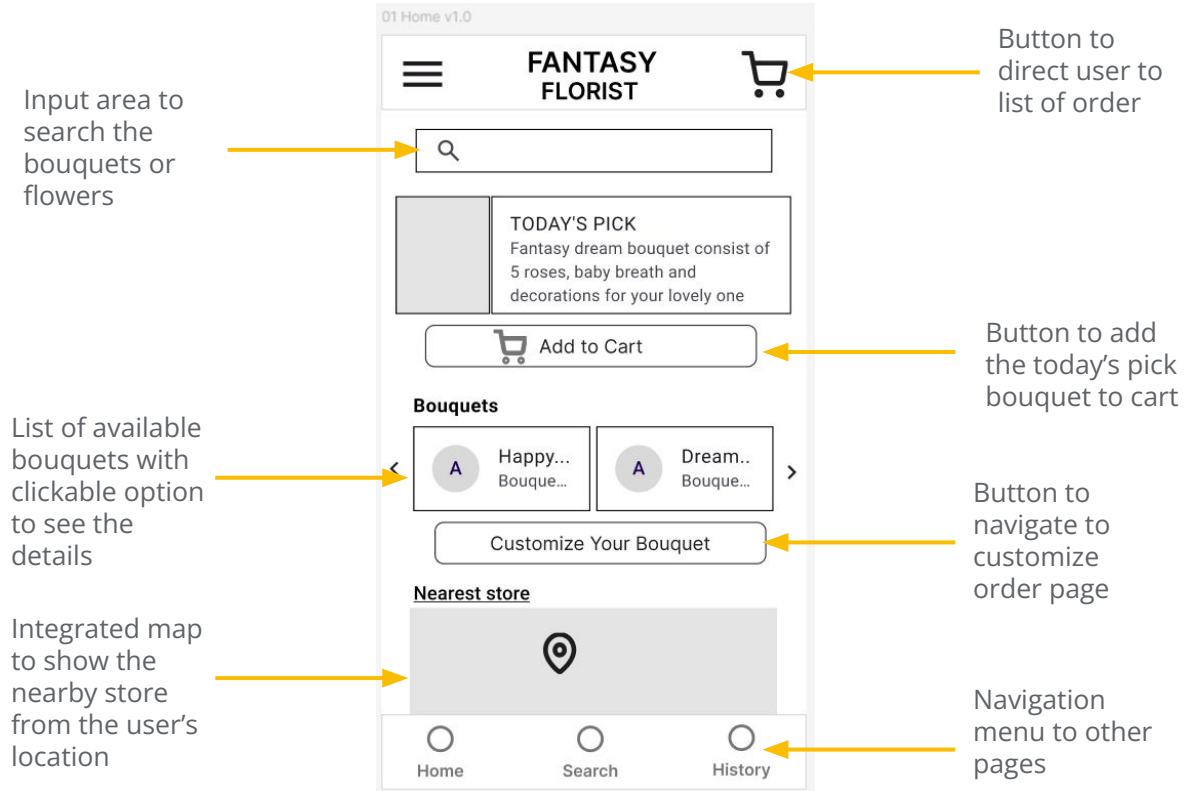 01 Home v1.0
FANTASY
FLORIST
Button to
direct user to
list of order
Input area to
search the
bouquets or
flowers
TODAY'S PICK
Fantasy dream bouquet consist of
5 roses, baby breath and
decorations for your lovely one
Add to Cart
Button to add
the today’s pick
bouquet to cart
Bouquets
List of available
bouquets with
clickable option
to see the
details
A
Happy...
Bouque...
A
Dream..
Bouque...
Customize Your Bouquet
Button to
navigate to
customize
order page
Nearest store
Integrated map
to show the
nearby store
from the user’s
location
Home
Search
History
Navigation
menu to other
pages